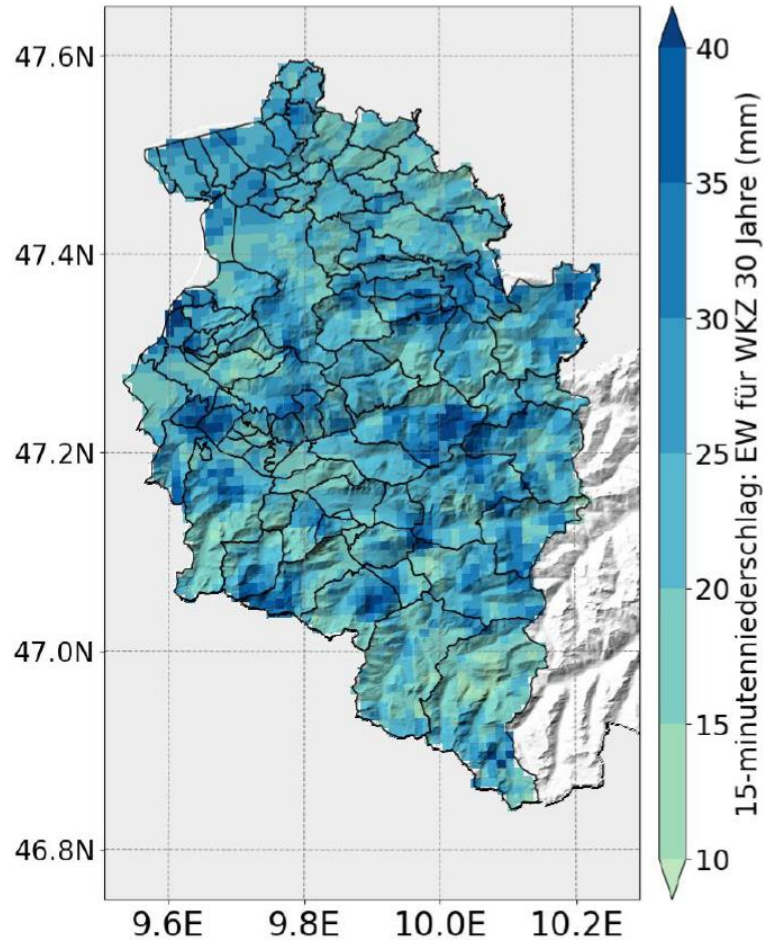 47.6N
47.4N
47.2N
47.0N
46.8N
9.6E
9.8E
10.0E
10.2E
40
35
30
25
20
15
10
15-minutenniederschlag: EW für WKZ 30 Jahre (mm)